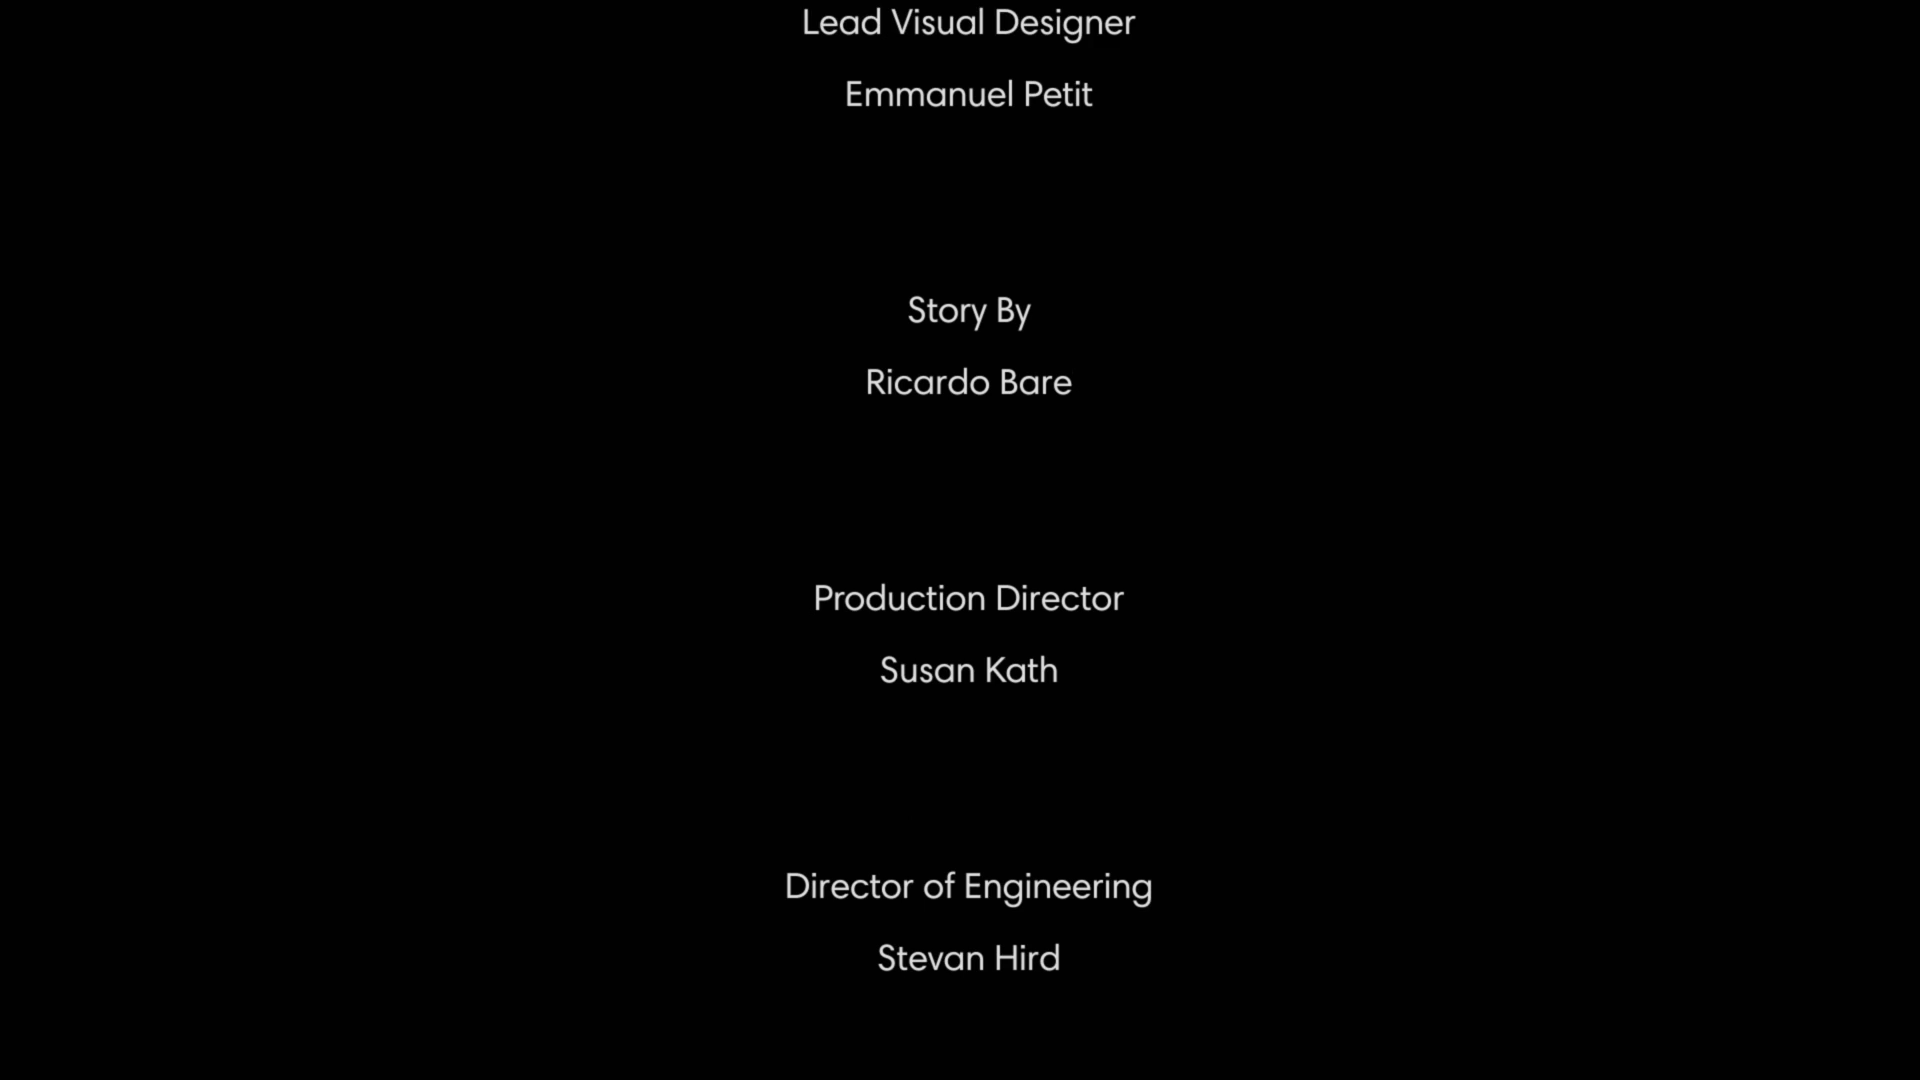 Lead Visual Designer
Emmanuel Petit
Story By
Ricardo Bare
Production Director
Susan Kath
Director of Engineering
Stevan Hird